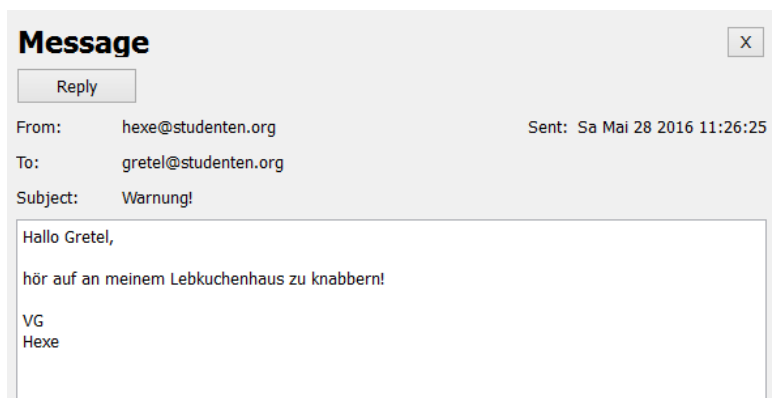 Message
X
Reply
From: hexe@studenten.org Sent: Sa Mai 28 2016 11:26:25
To: gretel@studenten.org
Subject: Warnung!
Hallo Gretel,
hör auf an meinem Lebkuchenhaus zu knabbern!
VG
Hexe